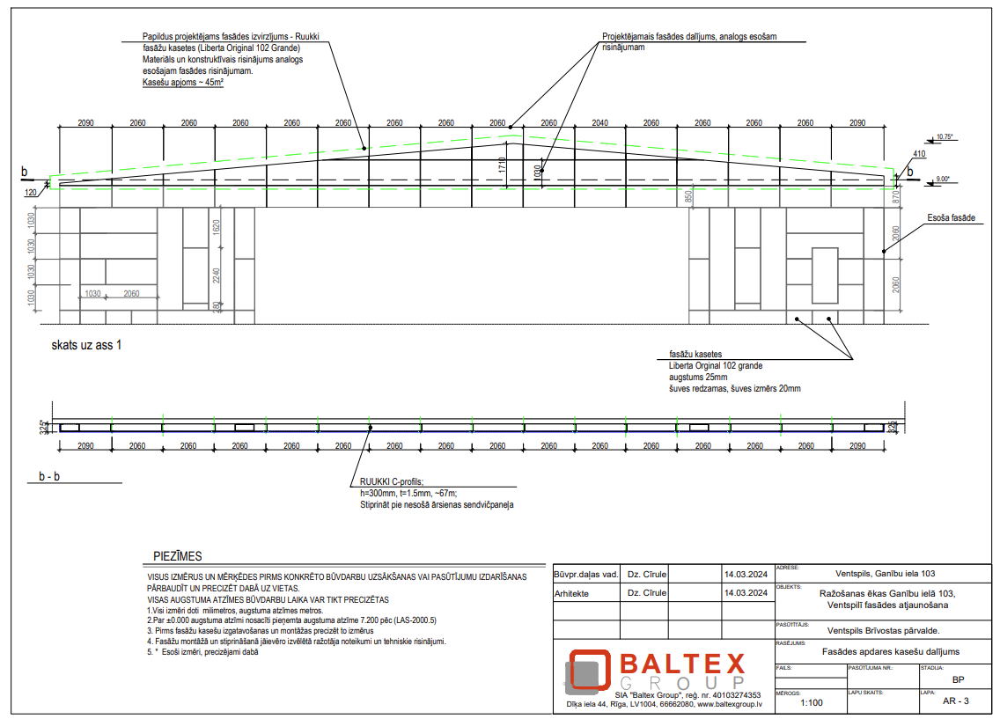 Papildus projektējams fasādes izvirzījums - Ruukki
fasāžu kasetes (Liberta Original 102 Grande)
Materiāls un konstruktīvais risinājums analogs
esošajam fasādes risinājumam.
Kasešu apjoms ~ 45m²
Projektējamais fasādes dalījums, analogs esošam
risinājumam
2090 2060 2060 2060 2060 2060 2060 2060 2060 2060 2040 2060 2060 2060 2060 2090
10.75*
410
b b
120
1710
1030
9.00*
850
870
1030
1030
1030
1030
1620
2240
280
1030 2060
2060
2060
Esoša fasāde
skats uz ass 1
fasāžu kasetes
Liberta Orginal 102 grande
augstums 25mm
šuves redzamas, šuves izmērs 20mm
325* 325*
2090 2060 2060 2060 2060 2060 2060 2060 2060 2060 2060 2060 2060 2060 2060 2090
b - b
RUUKKI C-profils;
h=300mm, t=1.5mm, ~67m;
Stiprināt pie nesošā ārsienas sendvičpaneļa
PIEZĪMES
VISUS IZMĒRUS UN MĒRĶĒDES PIRMS KONKRĒTO BŪVDARBU UZSĀKŠANAS VAI PASŪTĪJUMU IZDARĪŠANAS
PĀRBAUDĪT UN PRECIZĒT DABĀ UZ VIETAS.
VISAS AUGSTUMA ATZĪMES BŪVDARBU LAIKA VAR TIKT PRECIZĒTAS
1.Visi izmēri doti milimetros, augstuma atzīmes metros.
2.Par ±0.000 augstuma atzīmi nosacīti pieņemta augstuma atzīme 7.200 pēc (LAS-2000.5)
3. Pirms fasāžu kasešu izgatavošanas un montāžas precizēt to izmērus
4. Fasāžu montāžā un stiprināšanā jāievēro izvēlētā ražotāja noteikumi un tehniskie risinājumi.
5. * Esoši izmēri, precizējami dabā
Būvpr.daļas vad. Dz. Cīrule 14.03.2024
Arhitekte Dz. Cīrule 14.03.2024
ADRESE:
Ventspils, Ganību iela 103
OBJEKTS:
Ražošanas ēkas Ganību ielā 103,
Ventspilī fasādes atjaunošana
PASŪTĪTĀJS:
Ventspils Brīvostas pārvalde.
RASĒJUMS:
Fasādes apdares kasešu dalījums
FAILS: PASŪTĪJUMA NR.: STADIJA:
BP
MĒROGS: LAPU SKAITS: LAPA:
1:100 AR - 3
BALTEX
GROUP
SIA "Baltex Group", reģ. nr. 40103274353
Dīķa iela 44, Rīga, LV1004, 66662080, www.baltexgroup.lv